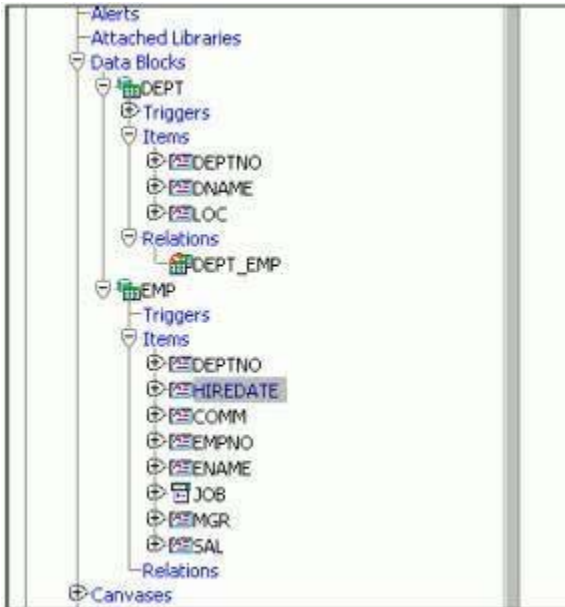 Alerts
Attached Libraries
Data Blocks
DEPT
Triggers
Items
DEPTNO
DNAME
LOC
Relations
DEPT_EMP
EMP
Triggers
Items
DEPTNO
HIREDATE
COMM
EMPNO
ENAME
JOB
MGR
SAL
Relations
Canvases